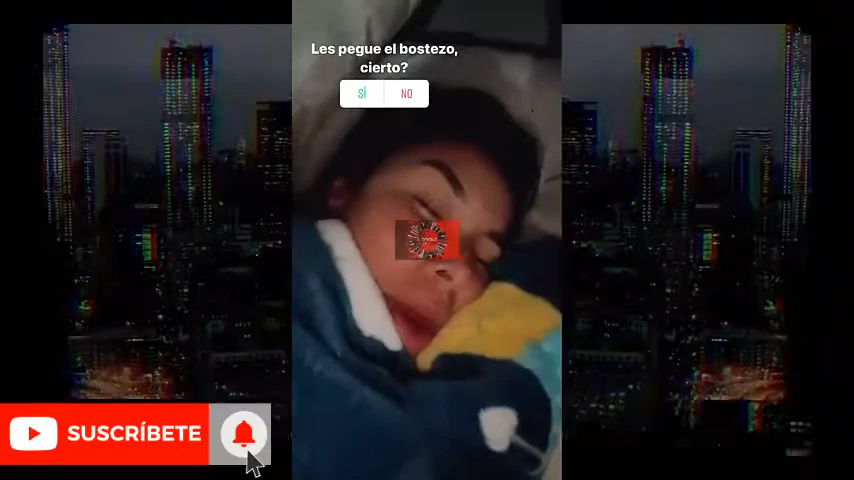 Les pegue el bostezo,
cierto?
SÍ
NO
SUSCRÍBETE